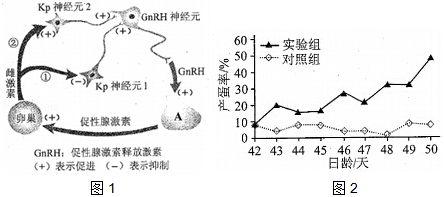 Kp 神经元 2
(+)
GnRH 神经元
(+)
(+)
②
①
雌激素
(−)
Kp 神经元 1
GnRH
(+)
卵巢
(+)
促性腺激素
A
GnRH:促性腺激素释放激素
(+)表示促进 (−)表示抑制
图1
产蛋率/%
60
50
40
30
20
10
0
实验组
对照组
42 43 44 45 46 47 48 49 50
日龄/天
图2